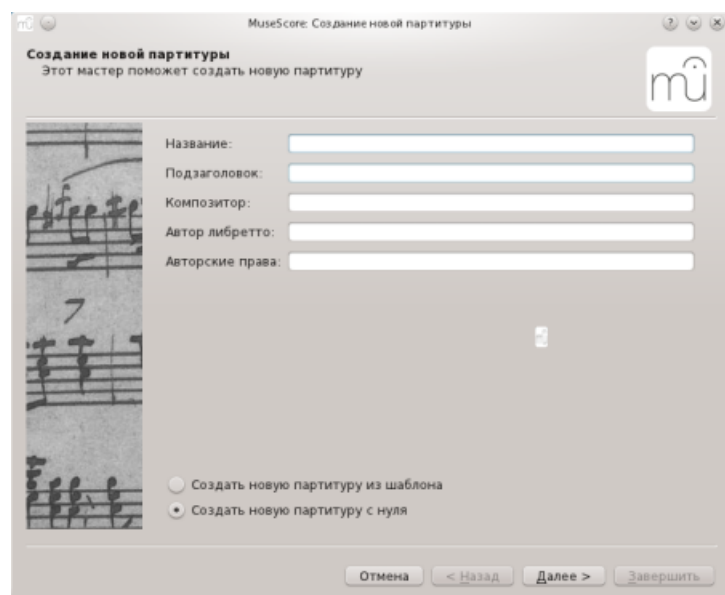 MuseScore: Создание новой партитуры
Создание новой партитуры
Этот мастер поможет создать новую партитуру
mu
Название:
Подзаголовок:
Композитор:
Автор либретто:
Авторские права:
Создать новую партитуру из шаблона
Создать новую партитуру с нуля
Отмена
< Назад
Далее >
Завершить